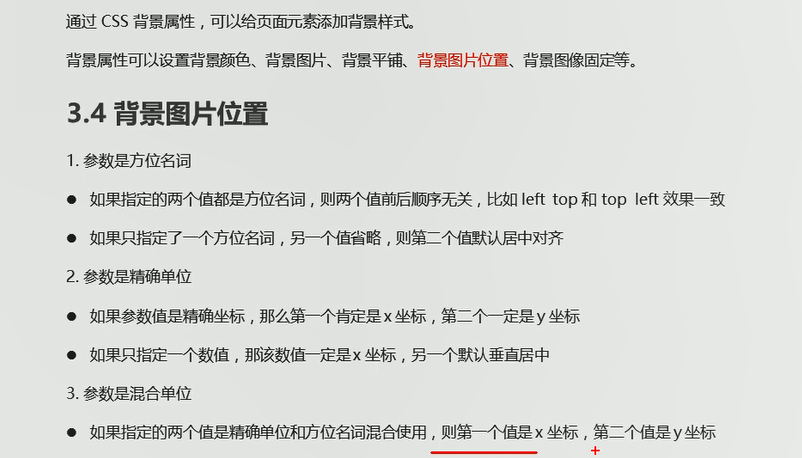 通过 CSS 背景属性，可以给页面元素添加背景样式。
背景属性可以设置背景颜色、背景图片、背景平铺、背景图片位置、背景图像固定等。
3.4 背景图片位置
1. 参数是方位名词
● 如果指定的两个值都是方位名词，则两个值前后顺序无关，比如 left top 和 top left 效果一致
● 如果只指定了一个方位名词，另一个值省略，则第二个值默认居中对齐
2. 参数是精确单位
● 如果参数值是精确坐标，那么第一个肯定是 x 坐标，第二个一定是 y 坐标
● 如果只指定一个数值，那该数值一定是 x 坐标，另一个默认垂直居中
3. 参数是混合单位
● 如果指定的两个值是精确单位和方位名词混合使用，则第一个值是 x 坐标，第二个值是 y 坐标